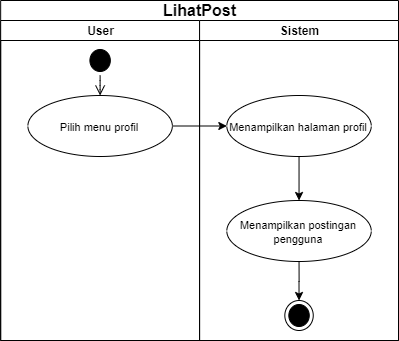 LihatPost
User
Sistem
Pilih menu profil
Menampilkan halaman profil
Menampilkan postingan
pengguna